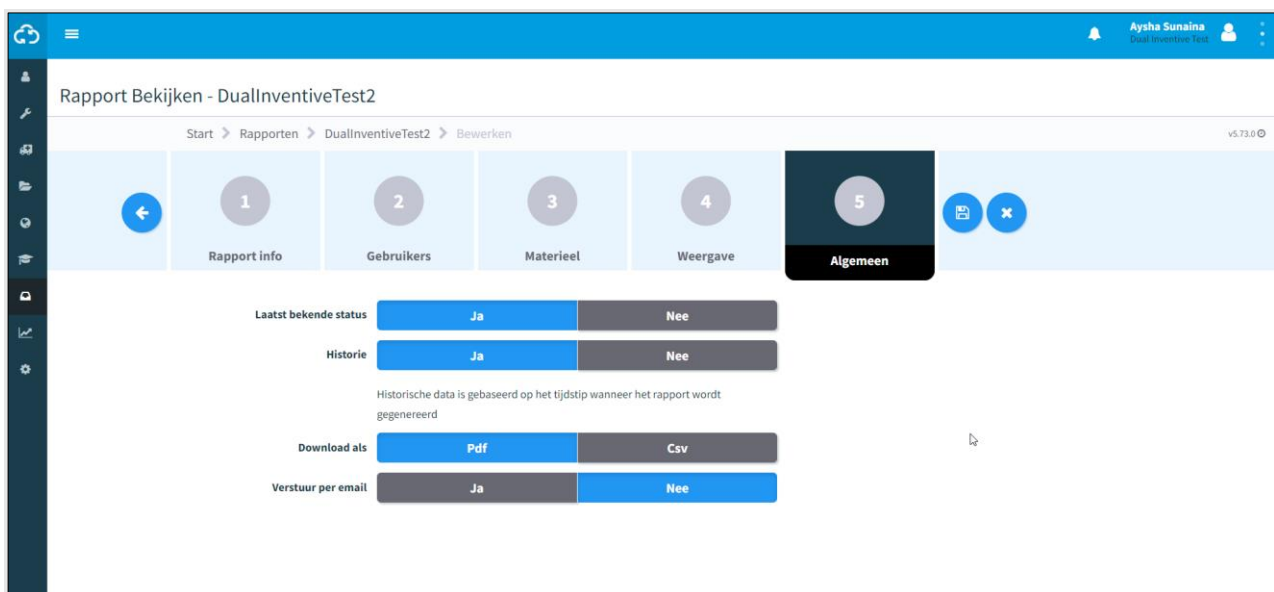 Aysha Sunaina
Dual Inventive Test
Rapport Bekijken - DualInventiveTest2
Start Rapporten DualInventiveTest2 Bewerken
v5.73.0
1 2 3 4 5
Rapport info Gebruikers Materieel Weergave Algemeen
Laatst bekende status Ja Nee
Historie Ja Nee
Historische data is gebaseerd op het tijdstip wanneer het rapport wordt
gegenereerd
Download als Pdf Csv
Verstuur per email Ja Nee